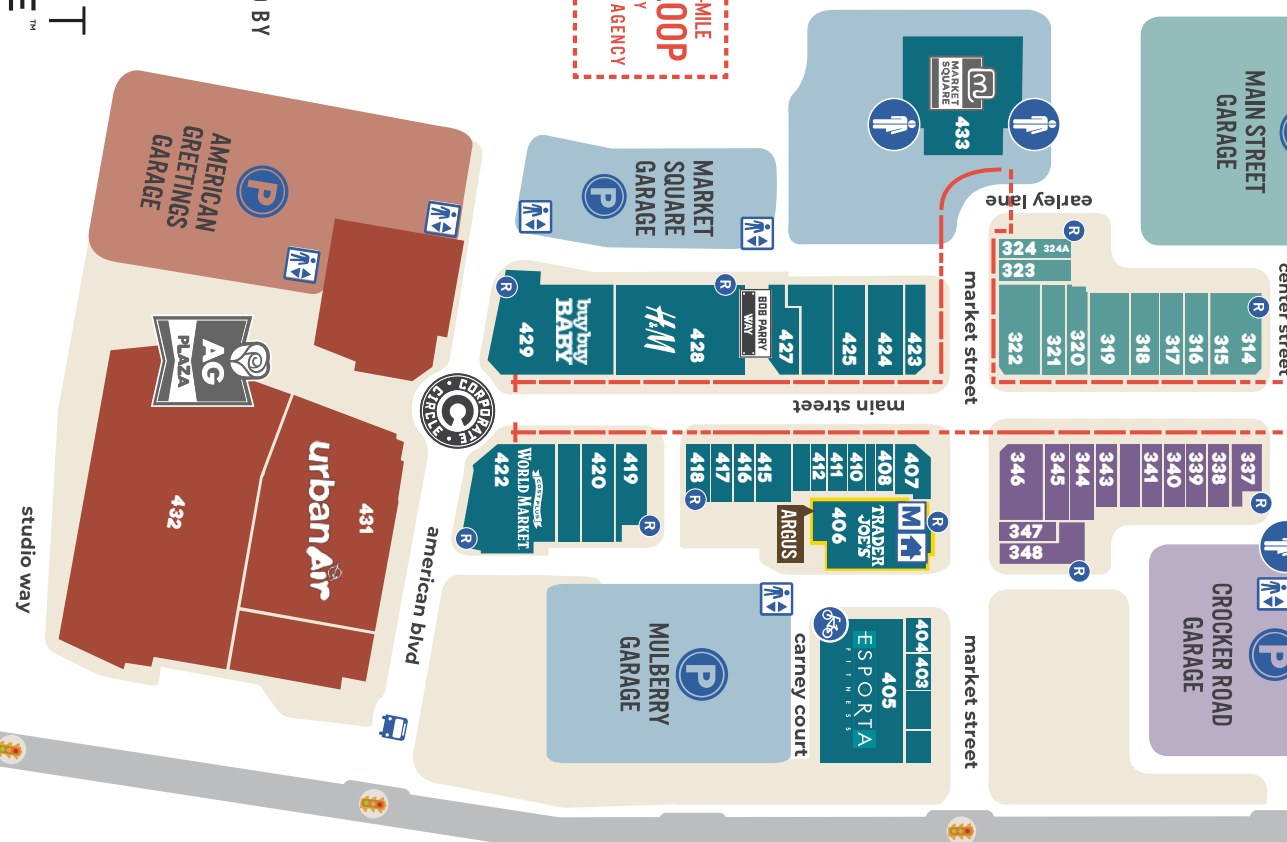 T
E™
D BY
-MILE
LOOP
Y
AGENCY
MAIN STREET
GARAGE
P
MARKET
SQUARE
m
433
AMERICAN
GREETINGS
GARAGE
P
MARKET
SQUARE
GARAGE
P
earley lane
R
324
324A
323
322
321
320
319
318
317
316
315
314
R
center street
market street
R
429
buybuy
BABY
H&M
428
R
BOB PARRY
WAY
427
425
424
423
main street
AG
PLAZA
CORPORATE
CIRCLE
C
422
COST PLUS
WORLD MARKET
420
419
R
R
418
417
416
415
412
411
410
408
407
R
ARGUS
406
TRADER
JOE'S
M
R
346
345
344
343
341
340
339
338
337
R
347
348
R
432
urban Air
431
studio way
american blvd
MULBERRY
GARAGE
P
carney court
404
403
405
ESPORTA
FITNESS
market street
CROCKER ROAD
GARAGE
P